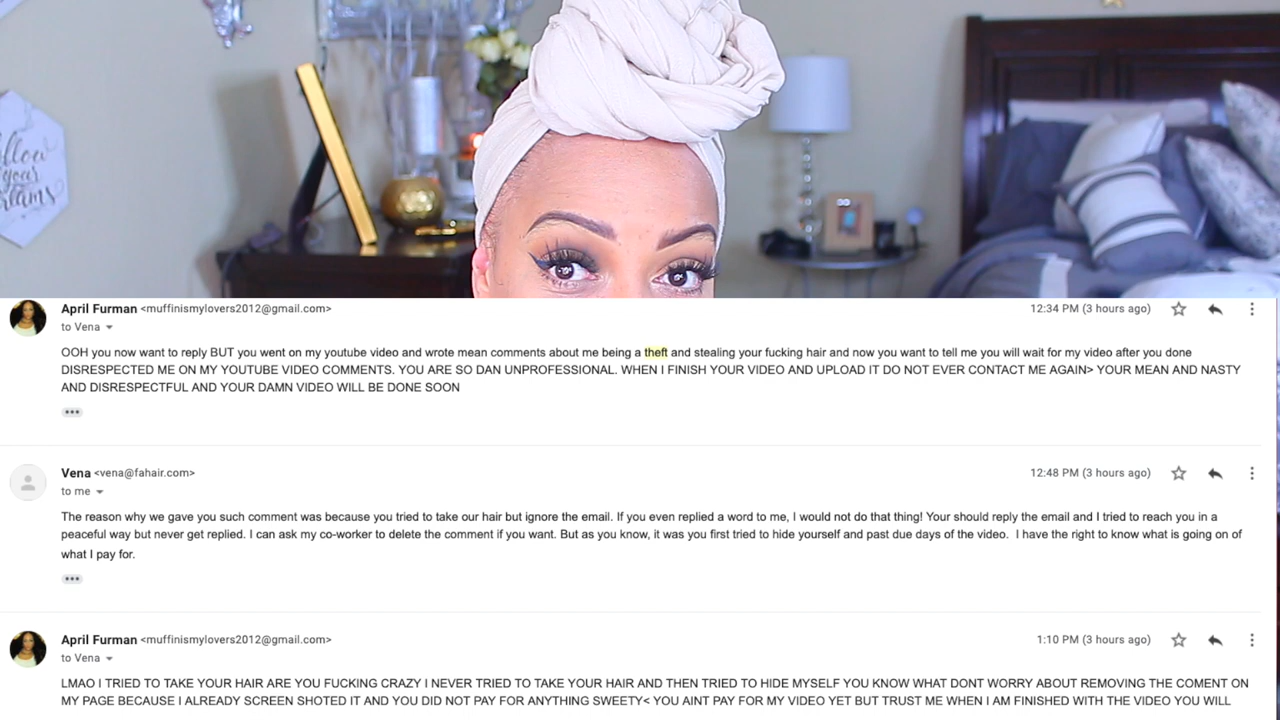 follow
your
dreams
April Furman <muffinismylovers2012@gmail.com>
12:34 PM (3 hours ago)
to Vena
OOH you now want to reply BUT you went on my youtube video and wrote mean comments about me being a theft and stealing your fucking hair and now you want to tell me you will wait for my video after you done
DISRESPECTED ME ON MY YOUTUBE VIDEO COMMENTS. YOU ARE SO DAN UNPROFESSIONAL. WHEN I FINISH YOUR VIDEO AND UPLOAD IT DO NOT EVER CONTACT ME AGAIN> YOUR MEAN AND NASTY
AND DISRESPECTFUL AND YOUR DAMN VIDEO WILL BE DONE SOON
Vena <vena@fahair.com>
12:48 PM (3 hours ago)
to me
The reason why we gave you such comment was because you tried to take our hair but ignore the email. If you even replied a word to me, I would not do that thing! Your should reply the email and I tried to reach you in a
peaceful way but never get replied. I can ask my co-worker to delete the comment if you want. But as you know, it was you first tried to hide yourself and past due days of the video.  I have the right to know what is going on of
what I pay for.
April Furman <muffinismylovers2012@gmail.com>
1:10 PM (3 hours ago)
to Vena
LMAO I TRIED TO TAKE YOUR HAIR ARE YOU FUCKING CRAZY I NEVER TRIED TO TAKE YOUR HAIR AND THEN TRIED TO HIDE MYSELF YOU KNOW WHAT DONT WORRY ABOUT REMOVING THE COMENT ON
MY PAGE BECAUSE I ALREADY SCREEN SHOTED IT AND YOU DID NOT PAY FOR ANYTHING SWEETY< YOU AINT PAY FOR MY VIDEO YET BUT TRUST ME WHEN I AM FINISHED WITH THE VIDEO YOU WILL